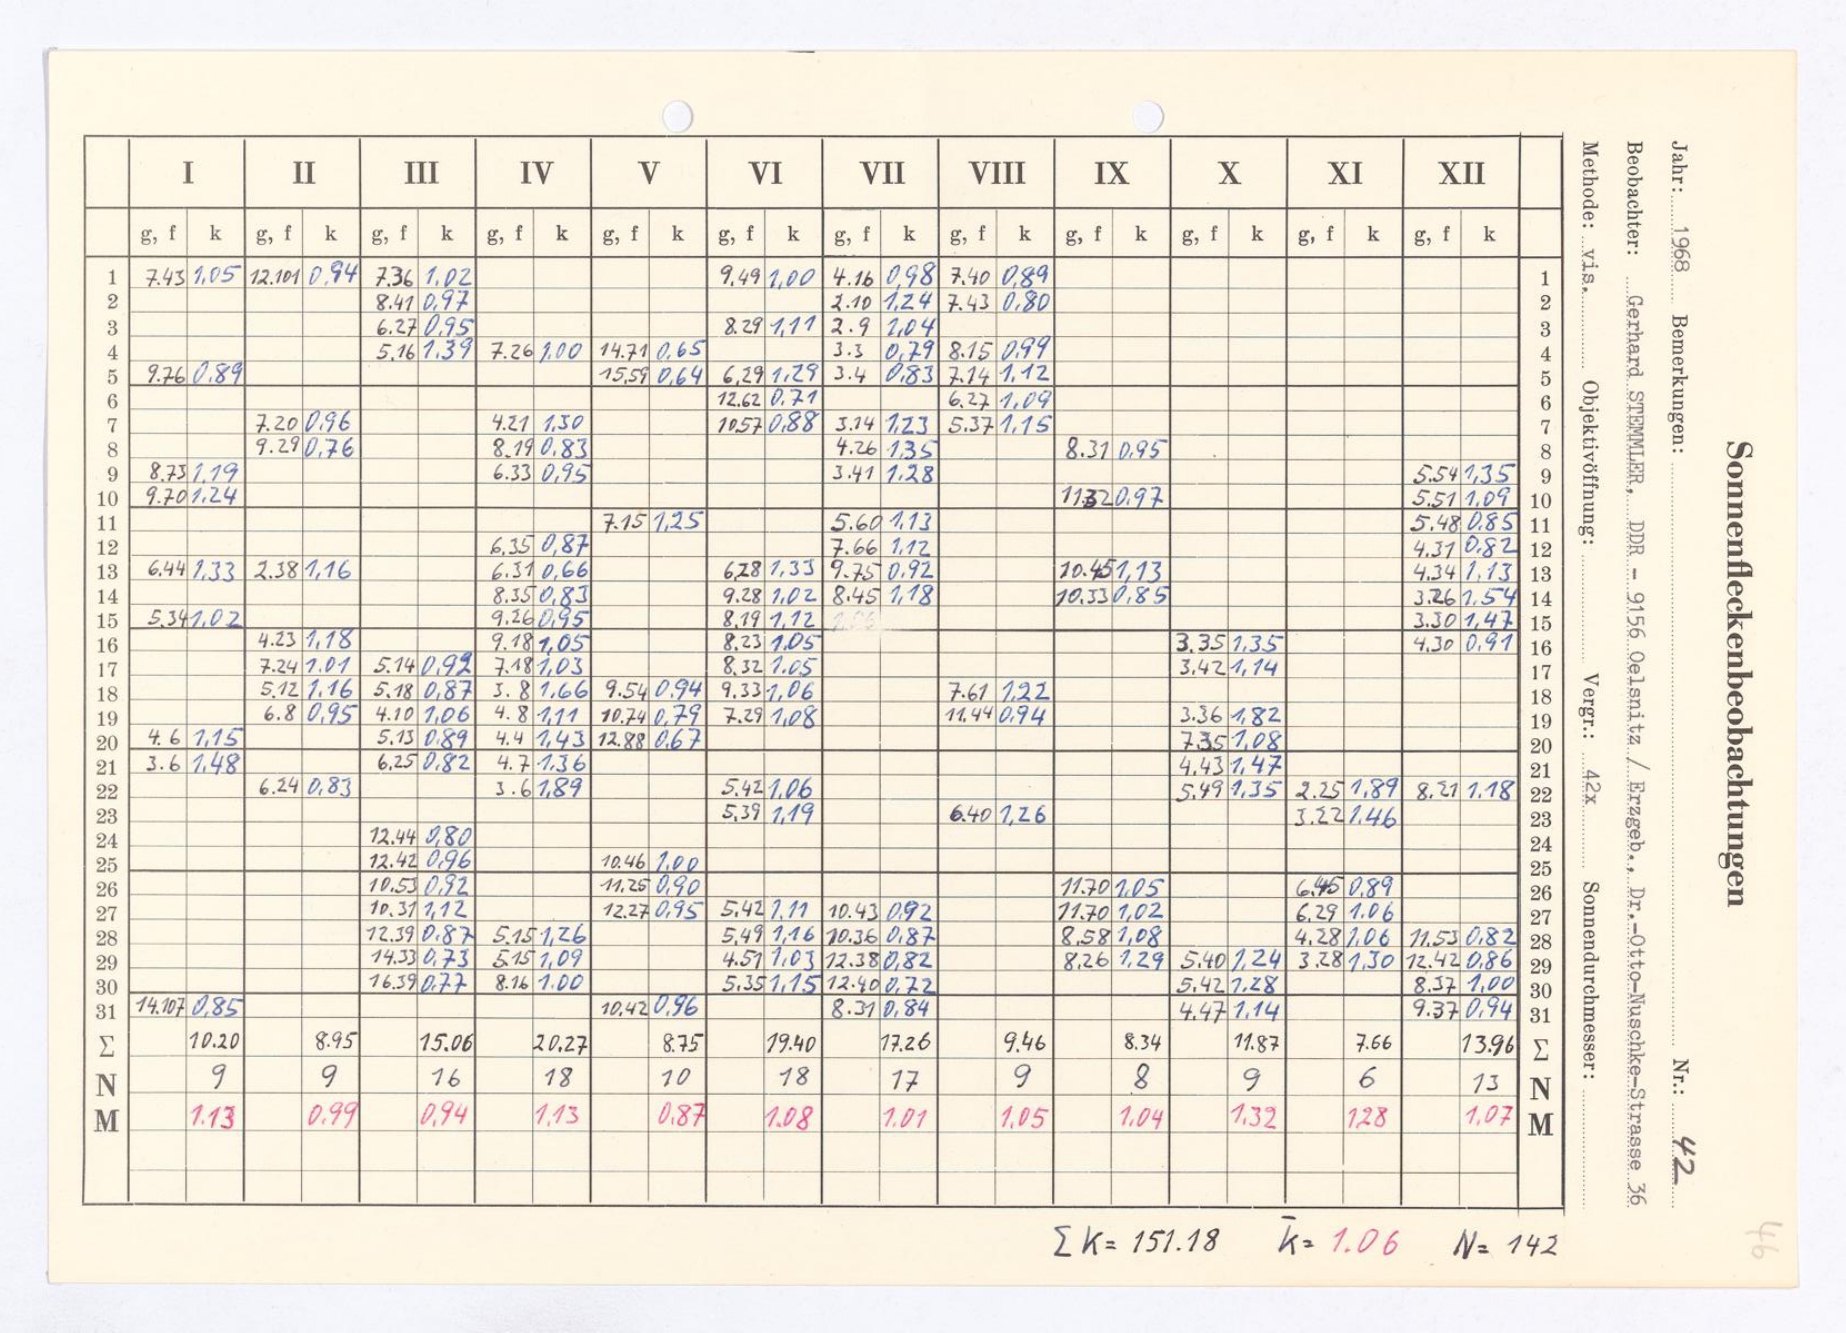 Sonnenfleckenbeobachtungen
Jahr: 1968 Bemerkungen: Nr.: 42
Beobachter: Gerhard STEMMLER, DDR - 9156 Oelsnitz / Erzgeb., Dr.-Otto-Nuschke-Strasse 36
Methode: vis. Objektivöffnung: Vergr.: 42x Sonnendurchmesser:
I II III IV V VI VII VIII IX X XI XII
g, f k g, f k g, f k g, f k g, f k g, f k g, f k g, f k g, f k g, f k g, f k g, f k
1 7.43 1,05 12.101 0,94 7.36 1,02 9,49 1,00 4.16 0,98 7.40 0,89 1
2 8.41 0,97 2.10 1,24 7.43 0,80 2
3 6.27 0,95 8.29 1,11 2.9 1,04 3
4 5,16 1,39 7.26 1,00 14.71 0,65 3.3 0,79 8.15 0,99 4
5 9.76 0,89 15,59 0,64 6,29 1,29 3.4 0,83 7.14 1,12 5
6 12.62 0,71 6.27 1,09 6
7 7.20 0,96 4.21 1,30 10.57 0,88 3.14 1,23 5.37 1,15 7
8 9.29 0,76 8.19 0,83 4.26 1,35 8.31 0,95 8
9 8.73 1,19 6.33 0,95 3.41 1,28 5.54 1,35 9
10 9.70 1,24 11.32 0,97 5.51 1,09 10
11 7.15 1,25 5.60 1,13 5.48 0,85 11
12 6,35 0,87 7.66 1,12 4.31 0,82 12
13 6.44 1,33 2.38 1,16 6.31 0,66 6,28 1,33 9.75 0,92 10.45 1,13 4.34 1,13 13
14 8.35 0,83 9.28 1,02 8.45 1,18 10.33 0,85 3.26 1,54 14
15 5.34 1,02 9.26 0,95 8,19 1,12 3.30 1,47 15
16 4.23 1,18 9.18 1,05 8.23 1,05 3.35 1,35 4.30 0,91 16
17 7.24 1,01 5.14 0,92 7.18 1,03 8.32 1,05 3.42 1,14 17
18 5.12 1,16 5.18 0,87 3.8 1,66 9.54 0,94 9.33 1,06 7.61 1,22 18
19 6.8 0,95 4.10 1,06 4.8 1,11 10.74 0,79 7.29 1,08 11.44 0,94 3.36 1,82 19
20 4.6 1,15 5.13 0,89 4.4 1,43 12.88 0,67 7.35 1,08 20
21 3.6 1,48 6,25 0,82 4.7 1,36 4.43 1,47 21
22 6.24 0,83 3.6 1,89 5.42 1,06 5.49 1,35 2.25 1,89 8.21 1,18 22
23 5,39 1,19 6.40 1,26 3.22 1,46 23
24 12.44 0,80 24
25 12.42 0,96 10.46 1,00 25
26 10.53 0,92 11.25 0,90 11.70 1,05 6.45 0,89 26
27 10.31 1,12 12.27 0,95 5,42 1,11 10.43 0,92 11.70 1,02 6.29 1,06 27
28 12.39 0,87 5.15 1,26 5,49 1,16 10.36 0,87 8,58 1,08 4.28 1,06 11.53 0,82 28
29 14.33 0,73 5.15 1,09 4.51 1,03 12.38 0,82 8,26 1,29 5.40 1,24 3.28 1,30 12.42 0,86 29
30 16.39 0,77 8.16 1,00 5,35 1,15 12.40 0,72 5.42 1,28 8.37 1,00 30
31 14.107 0,85 10,42 0,96 8.31 0,84 4.47 1,14 9.37 0,94 31
Σ 10.20 8.95 15.06 20.27 8.75 19.40 17.26 9.46 8.34 11.87 7.66 13.96 Σ
N 9 9 16 18 10 18 17 9 8 9 6 13 N
M 1.13 0.99 0,94 1,13 0,87 1.08 1.01 1,05 1,04 1,32 1.28 1,07 M
Σ k = 151.18 k̄ = 1.06 N = 142
46